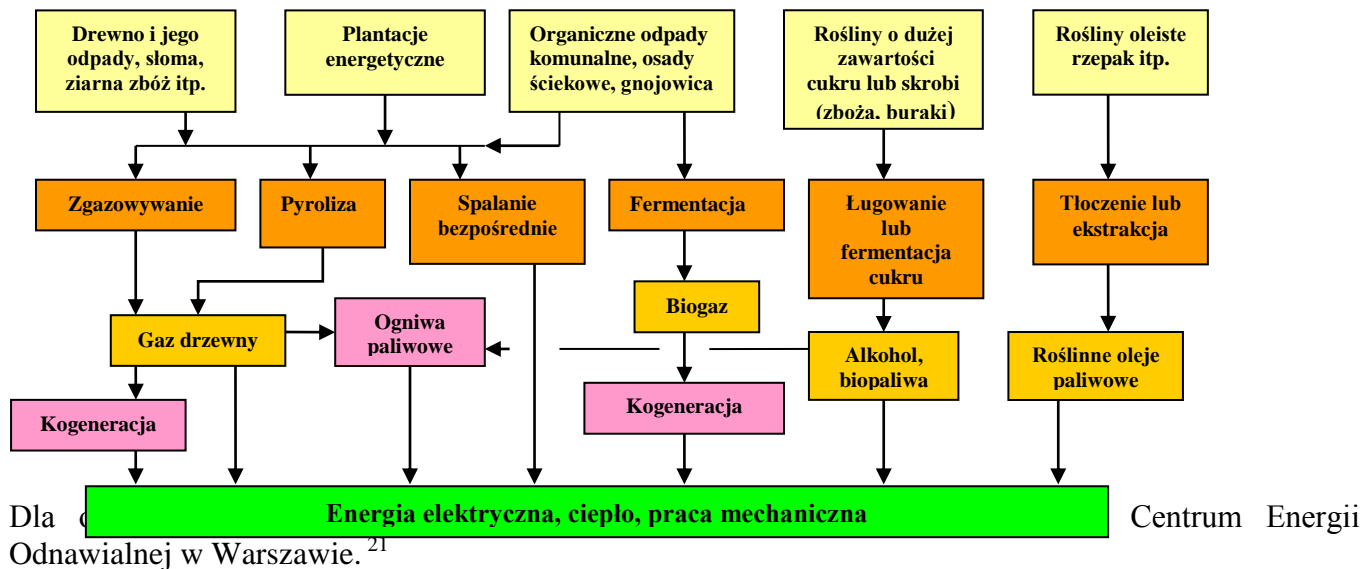 Drewno i jego
odpady, słoma,
ziarna zbóż itp.
Plantacje
energetyczne
Organiczne odpady
komunalne, osady
ściekowe, gnojowica
Rośliny o dużej
zawartości
cukru lub skrobi
(zboża, buraki)
Rośliny oleiste
rzepak itp.
Zgazowywanie
Pyroliza
Spalanie
bezpośrednie
Fermentacja
Ługowanie
lub
fermentacja
cukru
Tłoczenie lub
ekstrakcja
Gaz drzewny
Ogniwa
paliwowe
Biogaz
Alkohol,
biopaliwa
Roślinne oleje
paliwowe
Kogeneracja
Kogeneracja
Energia elektryczna, ciepło, praca mechaniczna
Dla Centrum Energii
Odnawialnej w Warszawie. 21